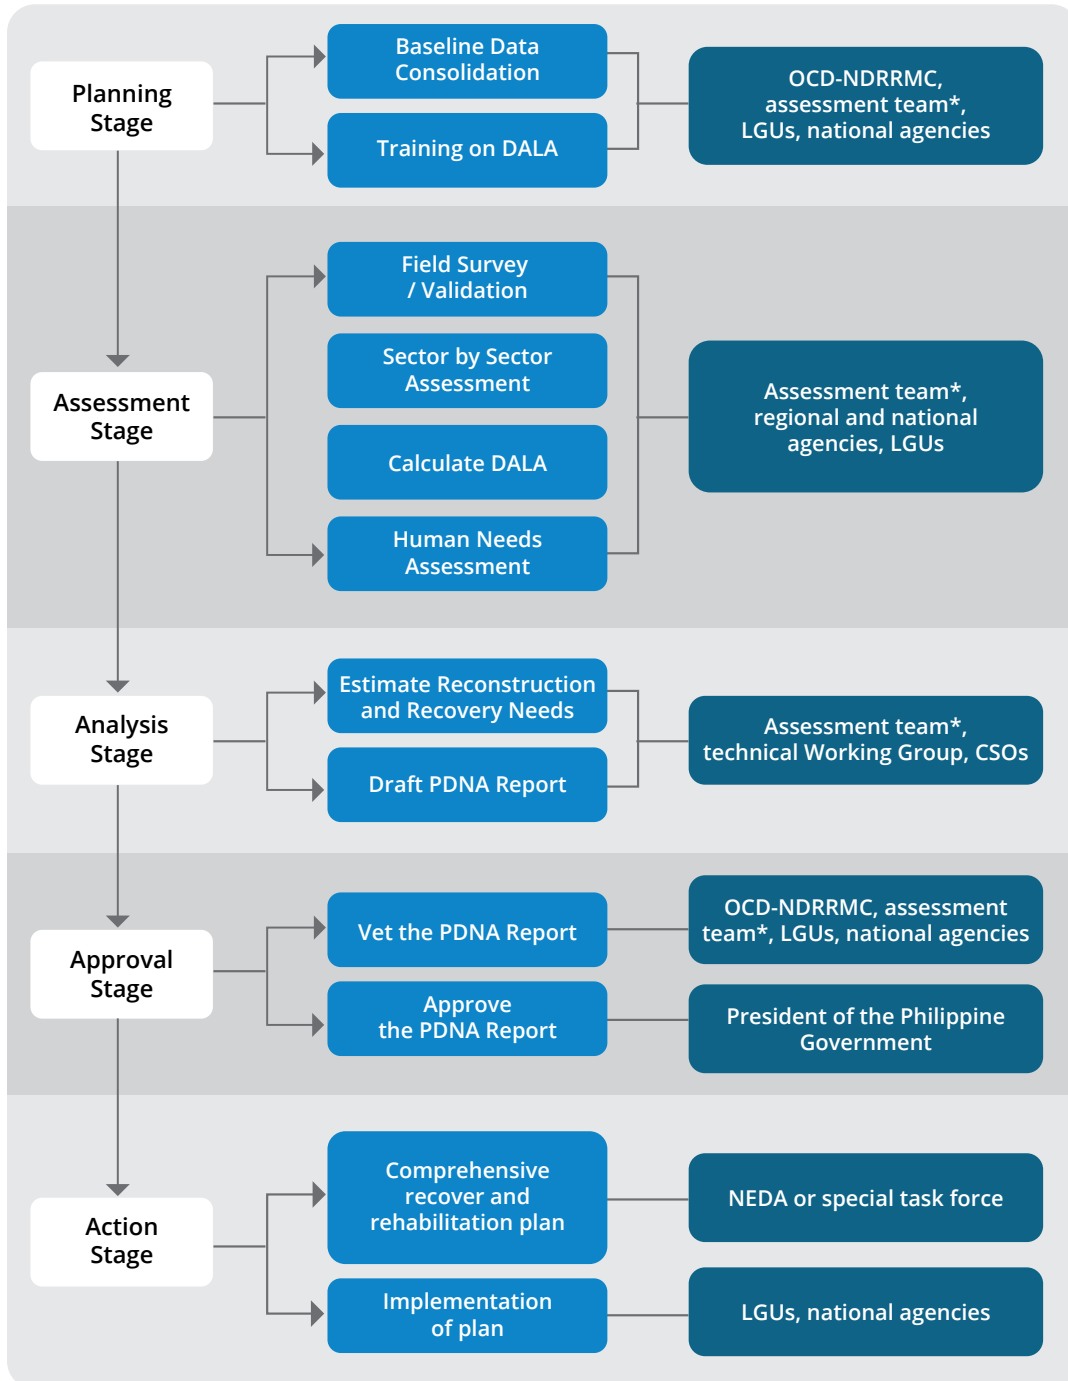 Planning
Stage
Baseline Data
Consolidation
Training on DALA
OCD-NDRRMC,
assessment team*,
LGUs, national agencies
Assessment
Stage
Field Survey
/ Validation
Sector by Sector
Assessment
Calculate DALA
Human Needs
Assessment
Assessment team*,
regional and national
agencies, LGUs
Analysis
Stage
Estimate Reconstruction
and Recovery Needs
Draft PDNA Report
Assessment team*,
technical Working Group, CSOs
Approval
Stage
Vet the PDNA Report
OCD-NDRRMC, assessment
team*, LGUs, national agencies
Approve
the PDNA Report
President of the Philippine
Government
Action
Stage
Comprehensive
recover and
rehabilitation plan
NEDA or special task force
Implementation
of plan
LGUs, national agencies